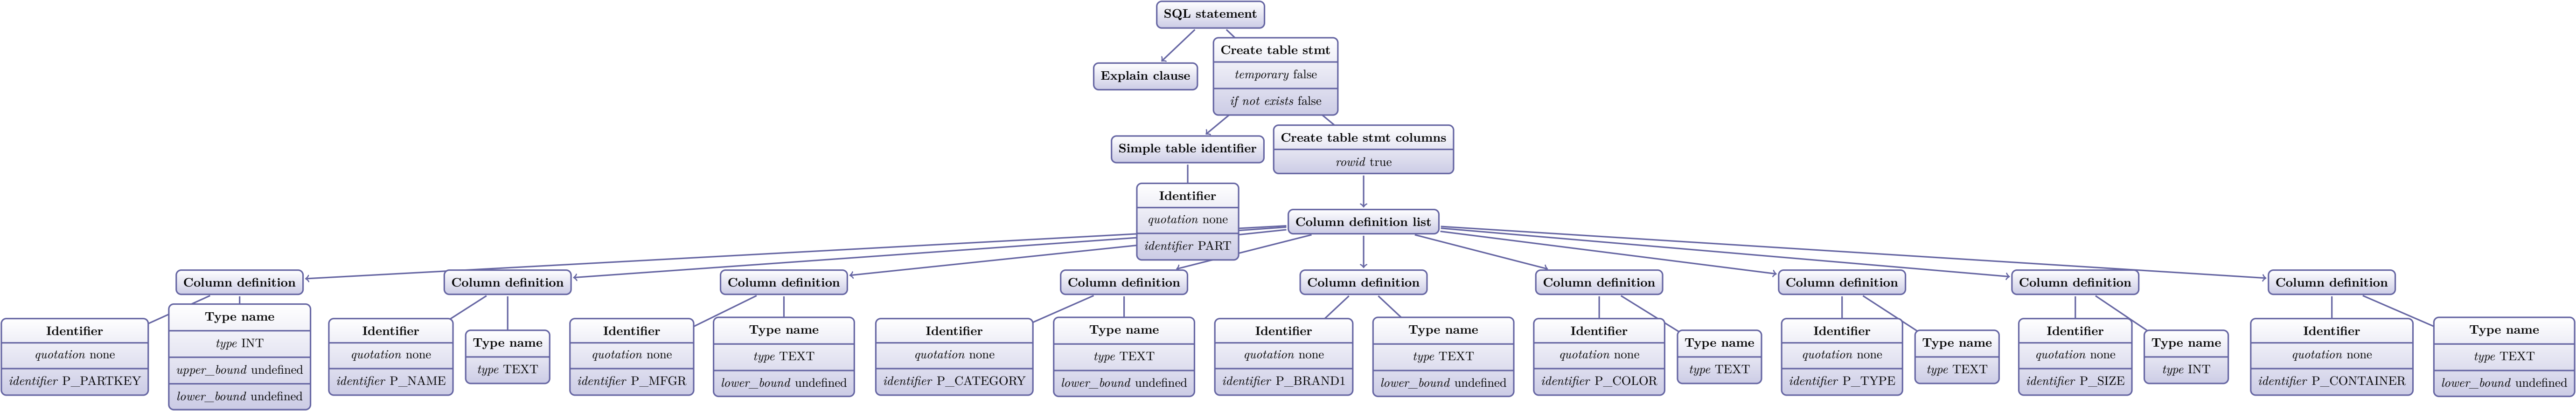 SQL statement
Explain clause
Create table stmt
temporary false
if not exists false
Simple table identifier
Create table stmt columns
rowid true
Identifier
quotation none
identifier PART
Column definition list
Column definition
Identifier
quotation none
identifier P_PARTKEY
Type name
type INT
upper_bound undefined
lower_bound undefined
Column definition
Identifier
quotation none
identifier P_NAME
Type name
type TEXT
Column definition
Identifier
quotation none
identifier P_MFGR
Type name
type TEXT
lower_bound undefined
Column definition
Identifier
quotation none
identifier P_CATEGORY
Type name
type TEXT
lower_bound undefined
Column definition
Identifier
quotation none
identifier P_BRAND1
Type name
type TEXT
lower_bound undefined
Column definition
Identifier
quotation none
identifier P_COLOR
Type name
type TEXT
Column definition
Identifier
quotation none
identifier P_TYPE
Type name
type TEXT
Column definition
Identifier
quotation none
identifier P_SIZE
Type name
type INT
Column definition
Identifier
quotation none
identifier P_CONTAINER
Type name
type TEXT
lower_bound undefined